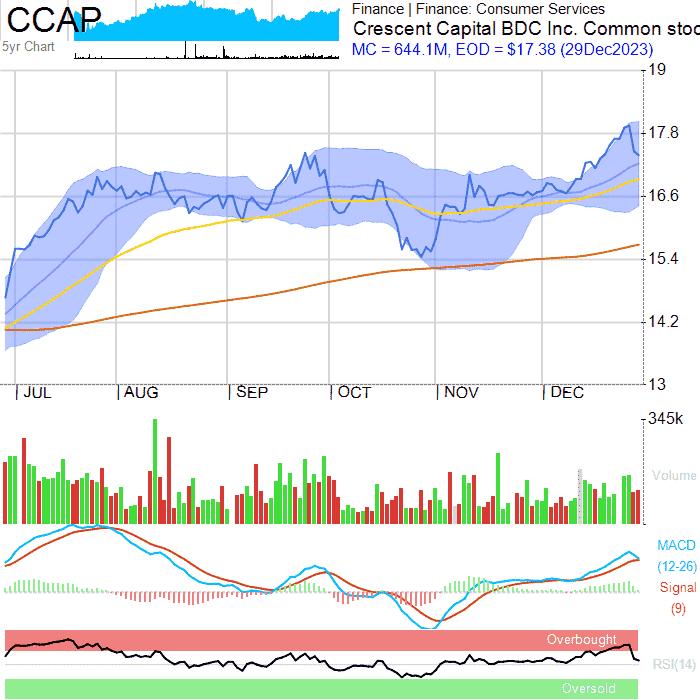 CCAP
5yr Chart
Finance | Finance: Consumer Services
Crescent Capital BDC Inc. Common stoc
MC = 644.1M, EOD = $17.38 (29Dec2023)
19
17.8
16.6
15.4
14.2
13
JUL
AUG
SEP
OCT
NOV
DEC
345k
Volume
MACD
(12-26)
Signal
(9)
Overbought
RSI(14)
Oversold